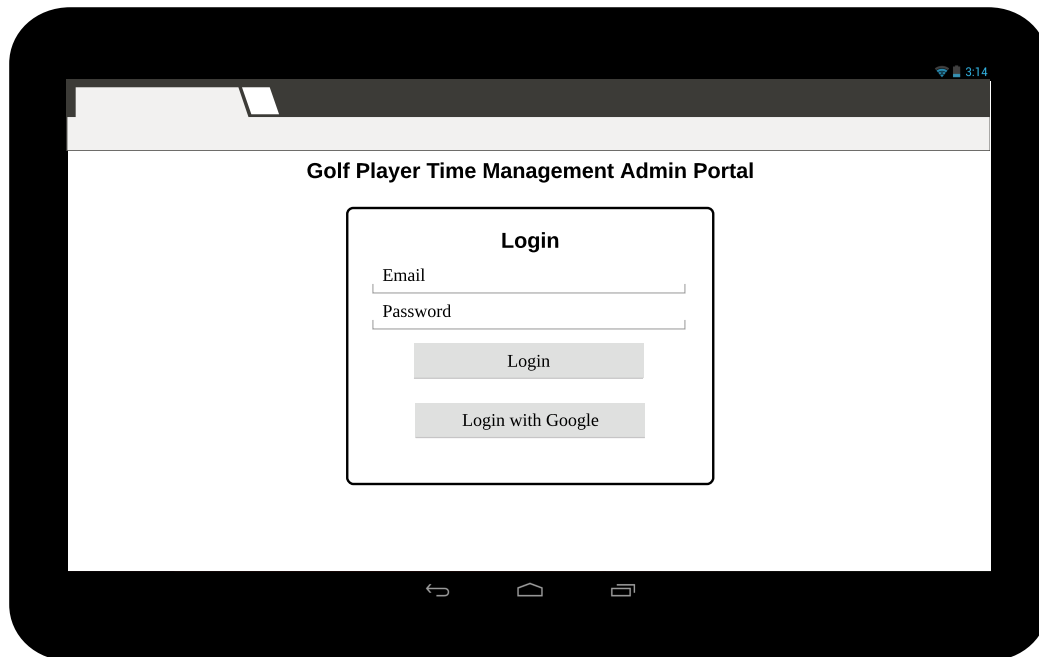 3:14
Golf Player Time Management Admin Portal
Login
Email
Password
Login
Login with Google